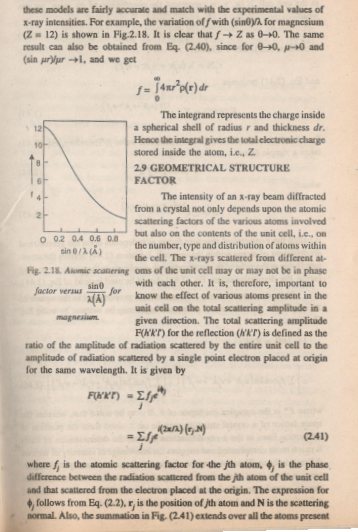 these models are fairly accurate and match with the experimental values of
x-ray intensities. For example, the variation of f with (sinθ)/λ for magnesium
(Z = 12) is shown in Fig.2.18. It is clear that f → Z as θ→0. The same
result can also be obtained from Eq. (2.40), since for θ→0, μ→0 and
(sin μr)/μr →1, and we get
f = ∫4πr²ρ(r) dr
∞
0
The integrand represents the charge inside
a spherical shell of radius r and thickness dr.
Hence the integral gives the total electronic charge
stored inside the atom, i.e., Z.
2.9 GEOMETRICAL STRUCTURE
FACTOR
The intensity of an x-ray beam diffracted
from a crystal not only depends upon the atomic
scattering factors of the various atoms involved
but also on the contents of the unit cell, i.e., on
the number, type and distribution of atoms within
the cell. The x-rays scattered from different at-
oms of the unit cell may or may not be in phase
with each other. It is, therefore, important to
know the effect of various atoms present in the
unit cell on the total scattering amplitude in a
given direction. The total scattering amplitude
F(h'k'l') for the reflection (h'k'l') is defined as the
12
10
8
6
4
2
f
0 0.2 0.4 0.6 0.8
sin θ / λ (Å)
Fig. 2.18. Atomic scattering
factor versus sinθ/λ(Å) for
magnesium.
ratio of the amplitude of radiation scattered by the entire unit cell to the
amplitude of radiation scattered by a single point electron placed at origin
for the same wavelength. It is given by
F(h'k'l') = Σ fj e^iϕj
j
= Σ fj e^i(2π/λ) (rj.N) (2.41)
j
where fj is the atomic scattering factor for the jth atom, ϕj is the phase
difference between the radiation scattered from the jth atom of the unit cell
and that scattered from the electron placed at the origin. The expression for
ϕj follows from Eq. (2.2), rj is the position of jth atom and N is the scattering
normal. Also, the summation in Fig. (2.41) extends over all the atoms present